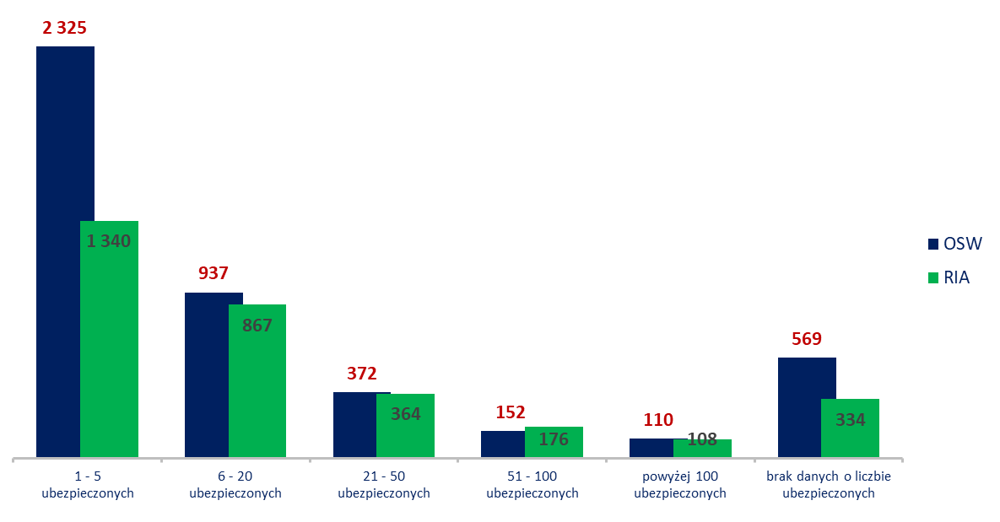 2 325
1 340
937
867
372
364
152
176
110
108
569
334
OSW
RIA
1 - 5
ubezpieczonych
6 - 20
ubezpieczonych
21 - 50
ubezpieczonych
51 - 100
ubezpieczonych
powyżej 100
ubezpieczonych
brak danych o liczbie
ubezpieczonych